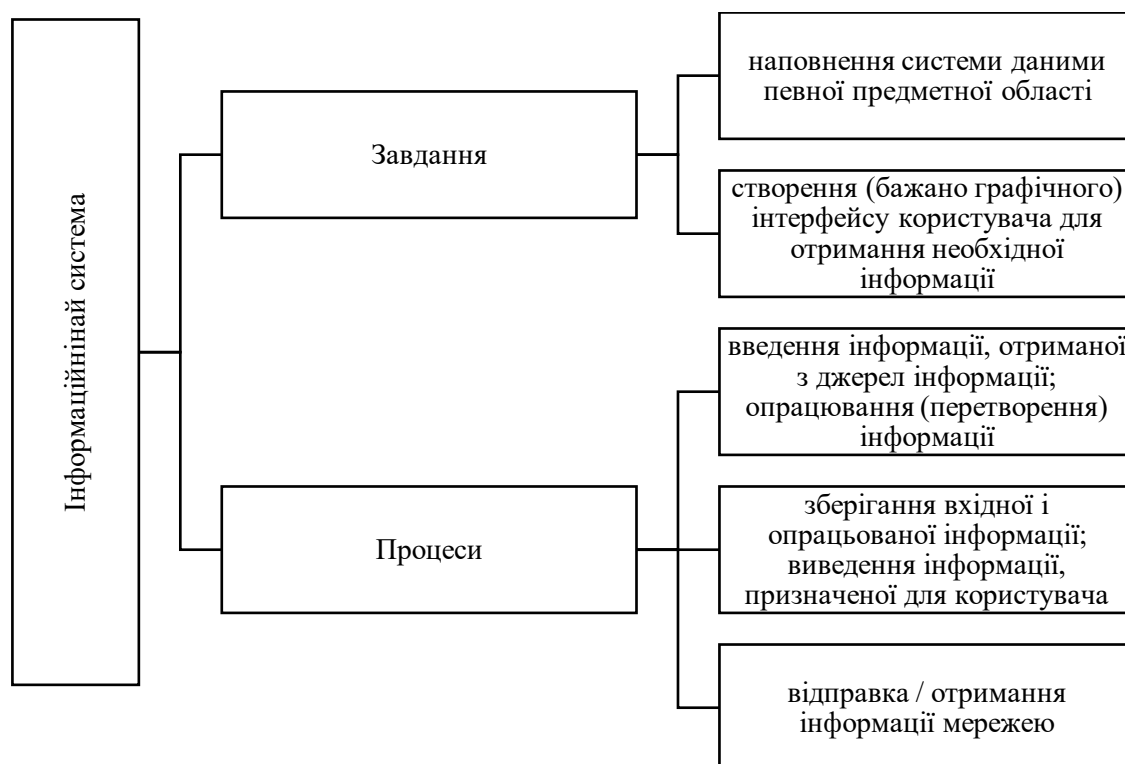 Інформаційнінай система
Завдання
наповнення системи даними
певної предметної області
створення (бажано графічного)
інтерфейсу користувача для
отримання необхідної
інформації
Процеси
введення інформації, отриманої
з джерел інформації;
опрацювання (перетворення)
інформації
зберігання вхідної і
опрацьованої інформації;
виведення інформації,
призначеної для користувача
відправка / отримання
інформації мережею